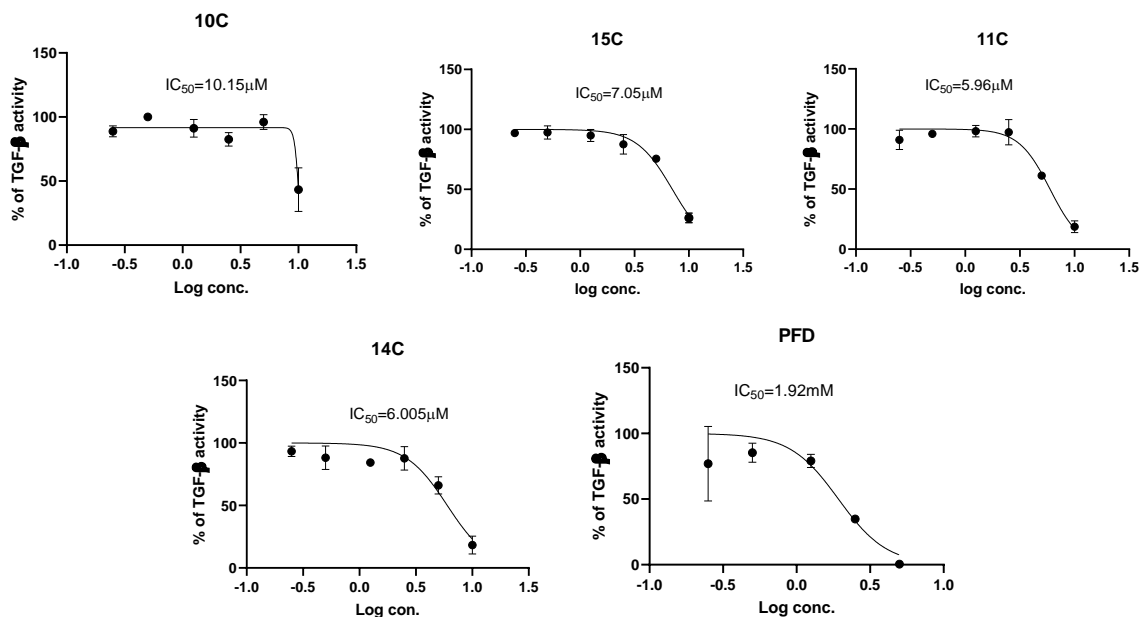 10C
IC50=10.15μM
% of TGF-β activity
150
100
50
0
-1.0 -0.5 0.0 0.5 1.0 1.5
Log conc.
15C
IC50=7.05μM
% of TGF-β activity
150
100
50
0
-1.0 -0.5 0.0 0.5 1.0 1.5
log conc.
11C
IC50=5.96μM
% of TGF-β activity
150
100
50
0
-1.0 -0.5 0.0 0.5 1.0 1.5
log conc.
14C
IC50=6.005μM
% of TGF-β activity
150
100
50
0
-1.0 -0.5 0.0 0.5 1.0 1.5
Log con.
PFD
IC50=1.92mM
% of TGF-β activity
150
100
50
0
-1.0 -0.5 0.0 0.5 1.0
Log conc.